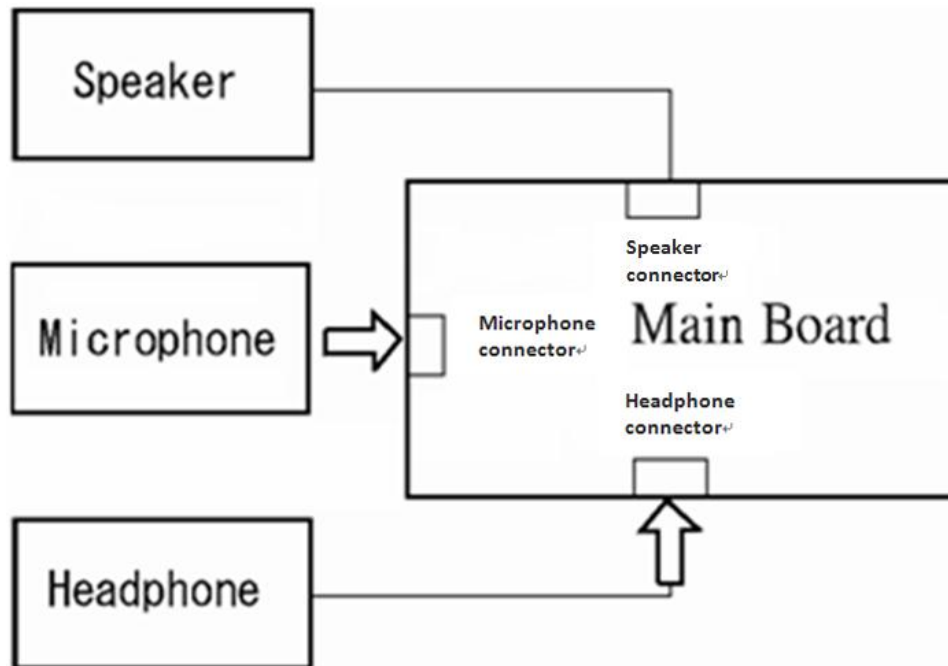 Speaker
Speaker
connector↵
Microphone
Microphone
connector↵
Main Board
Headphone
connector↵
Headphone